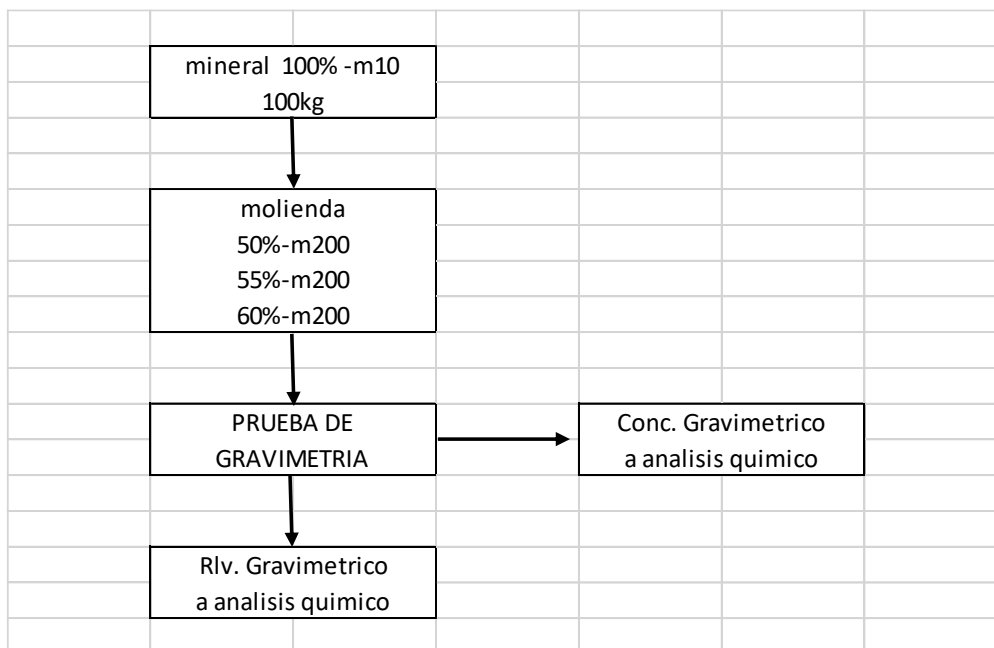 mineral  100% -m10
100kg
molienda
50%-m200
55%-m200
60%-m200
PRUEBA DE
GRAVIMETRIA
Conc. Gravimetrico
a analisis quimico
Rlv. Gravimetrico
a analisis quimico